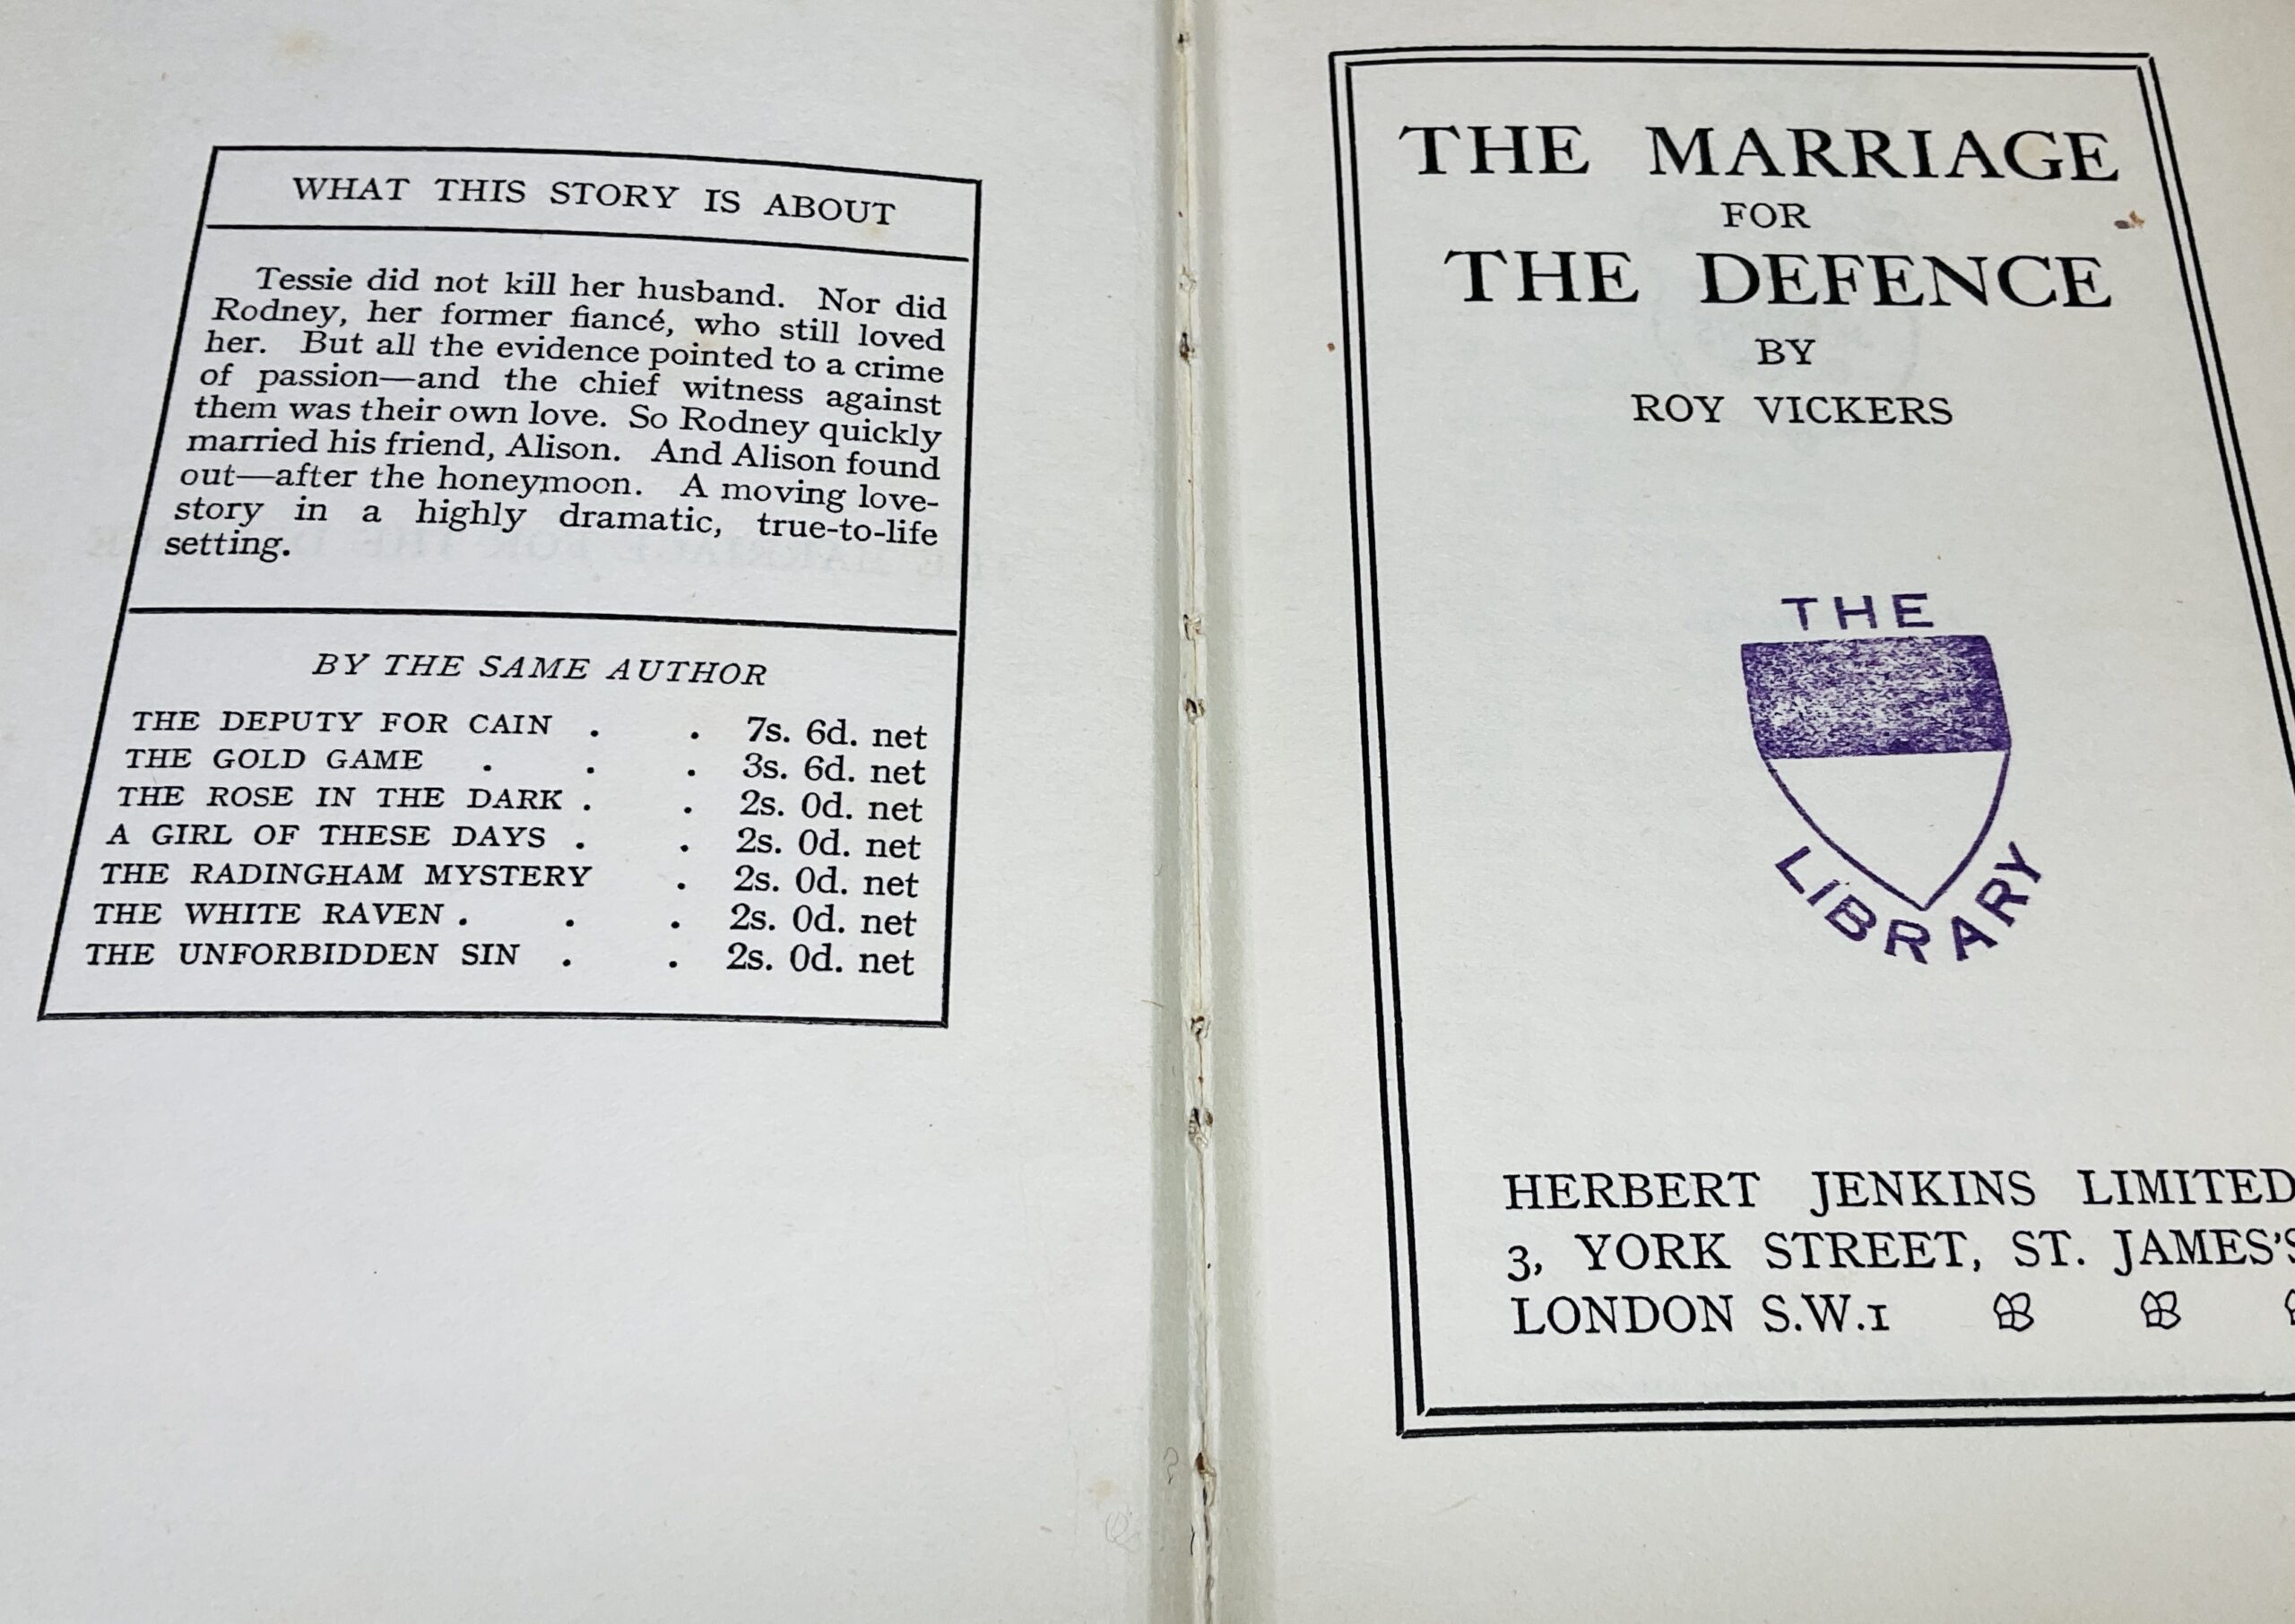 WHAT THIS STORY IS ABOUT
Tessie did not kill her husband. Nor did
Rodney, her former fiancé, who still loved
her. But all the evidence pointed to a crime
of passion—and the chief witness against
them was their own love. So Rodney quickly
married his friend, Alison. And Alison found
out—after the honeymoon. A moving love-
story in a highly dramatic, true-to-life
setting.
BY THE SAME AUTHOR
THE DEPUTY FOR CAIN . . 7s. 6d. net
THE GOLD GAME . . . 3s. 6d. net
THE ROSE IN THE DARK . . 2s. 0d. net
A GIRL OF THESE DAYS . . 2s. 0d. net
THE RADINGHAM MYSTERY . 2s. 0d. net
THE WHITE RAVEN . . . 2s. 0d. net
THE UNFORBIDDEN SIN . . 2s. 0d. net
THE MARRIAGE
FOR
THE DEFENCE
BY
ROY VICKERS
THE
LIBRARY
HERBERT JENKINS LIMITED
3, YORK STREET, ST. JAMES'S
LONDON S.W.1